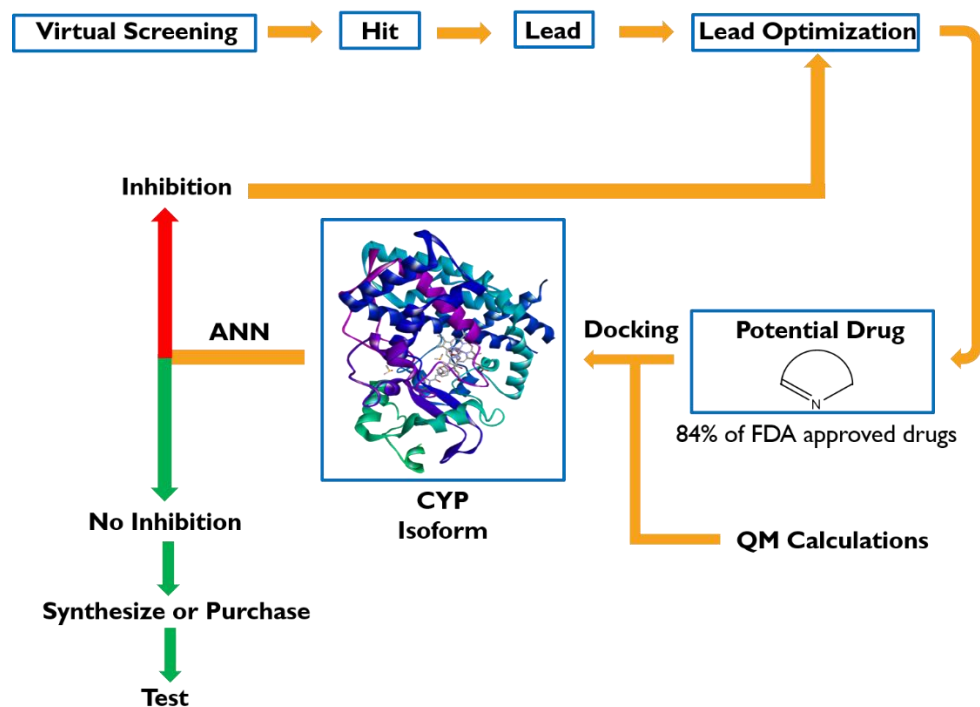 Virtual Screening
Hit
Lead
Lead Optimization
Inhibition
ANN
Docking
Potential Drug
N
84% of FDA approved drugs
CYP
Isoform
No Inhibition
QM Calculations
Synthesize or Purchase
Test